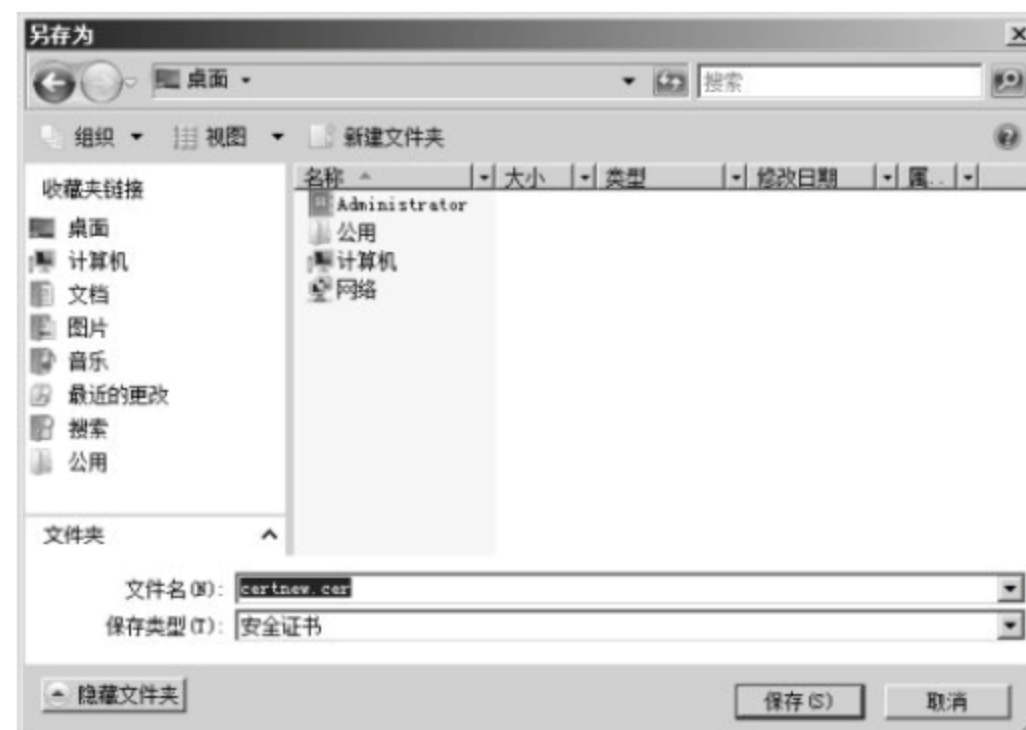 另存为
桌面
搜索
组织 视图 新建文件夹
收藏夹链接
桌面
计算机
文档
图片
音乐
最近的更改
搜索
公用
文件夹
名称 大小 类型 修改日期 属..
Administrator
公用
计算机
网络
文件名(N): certnew.cer
保存类型(T): 安全证书
隐藏文件夹 保存(S) 取消